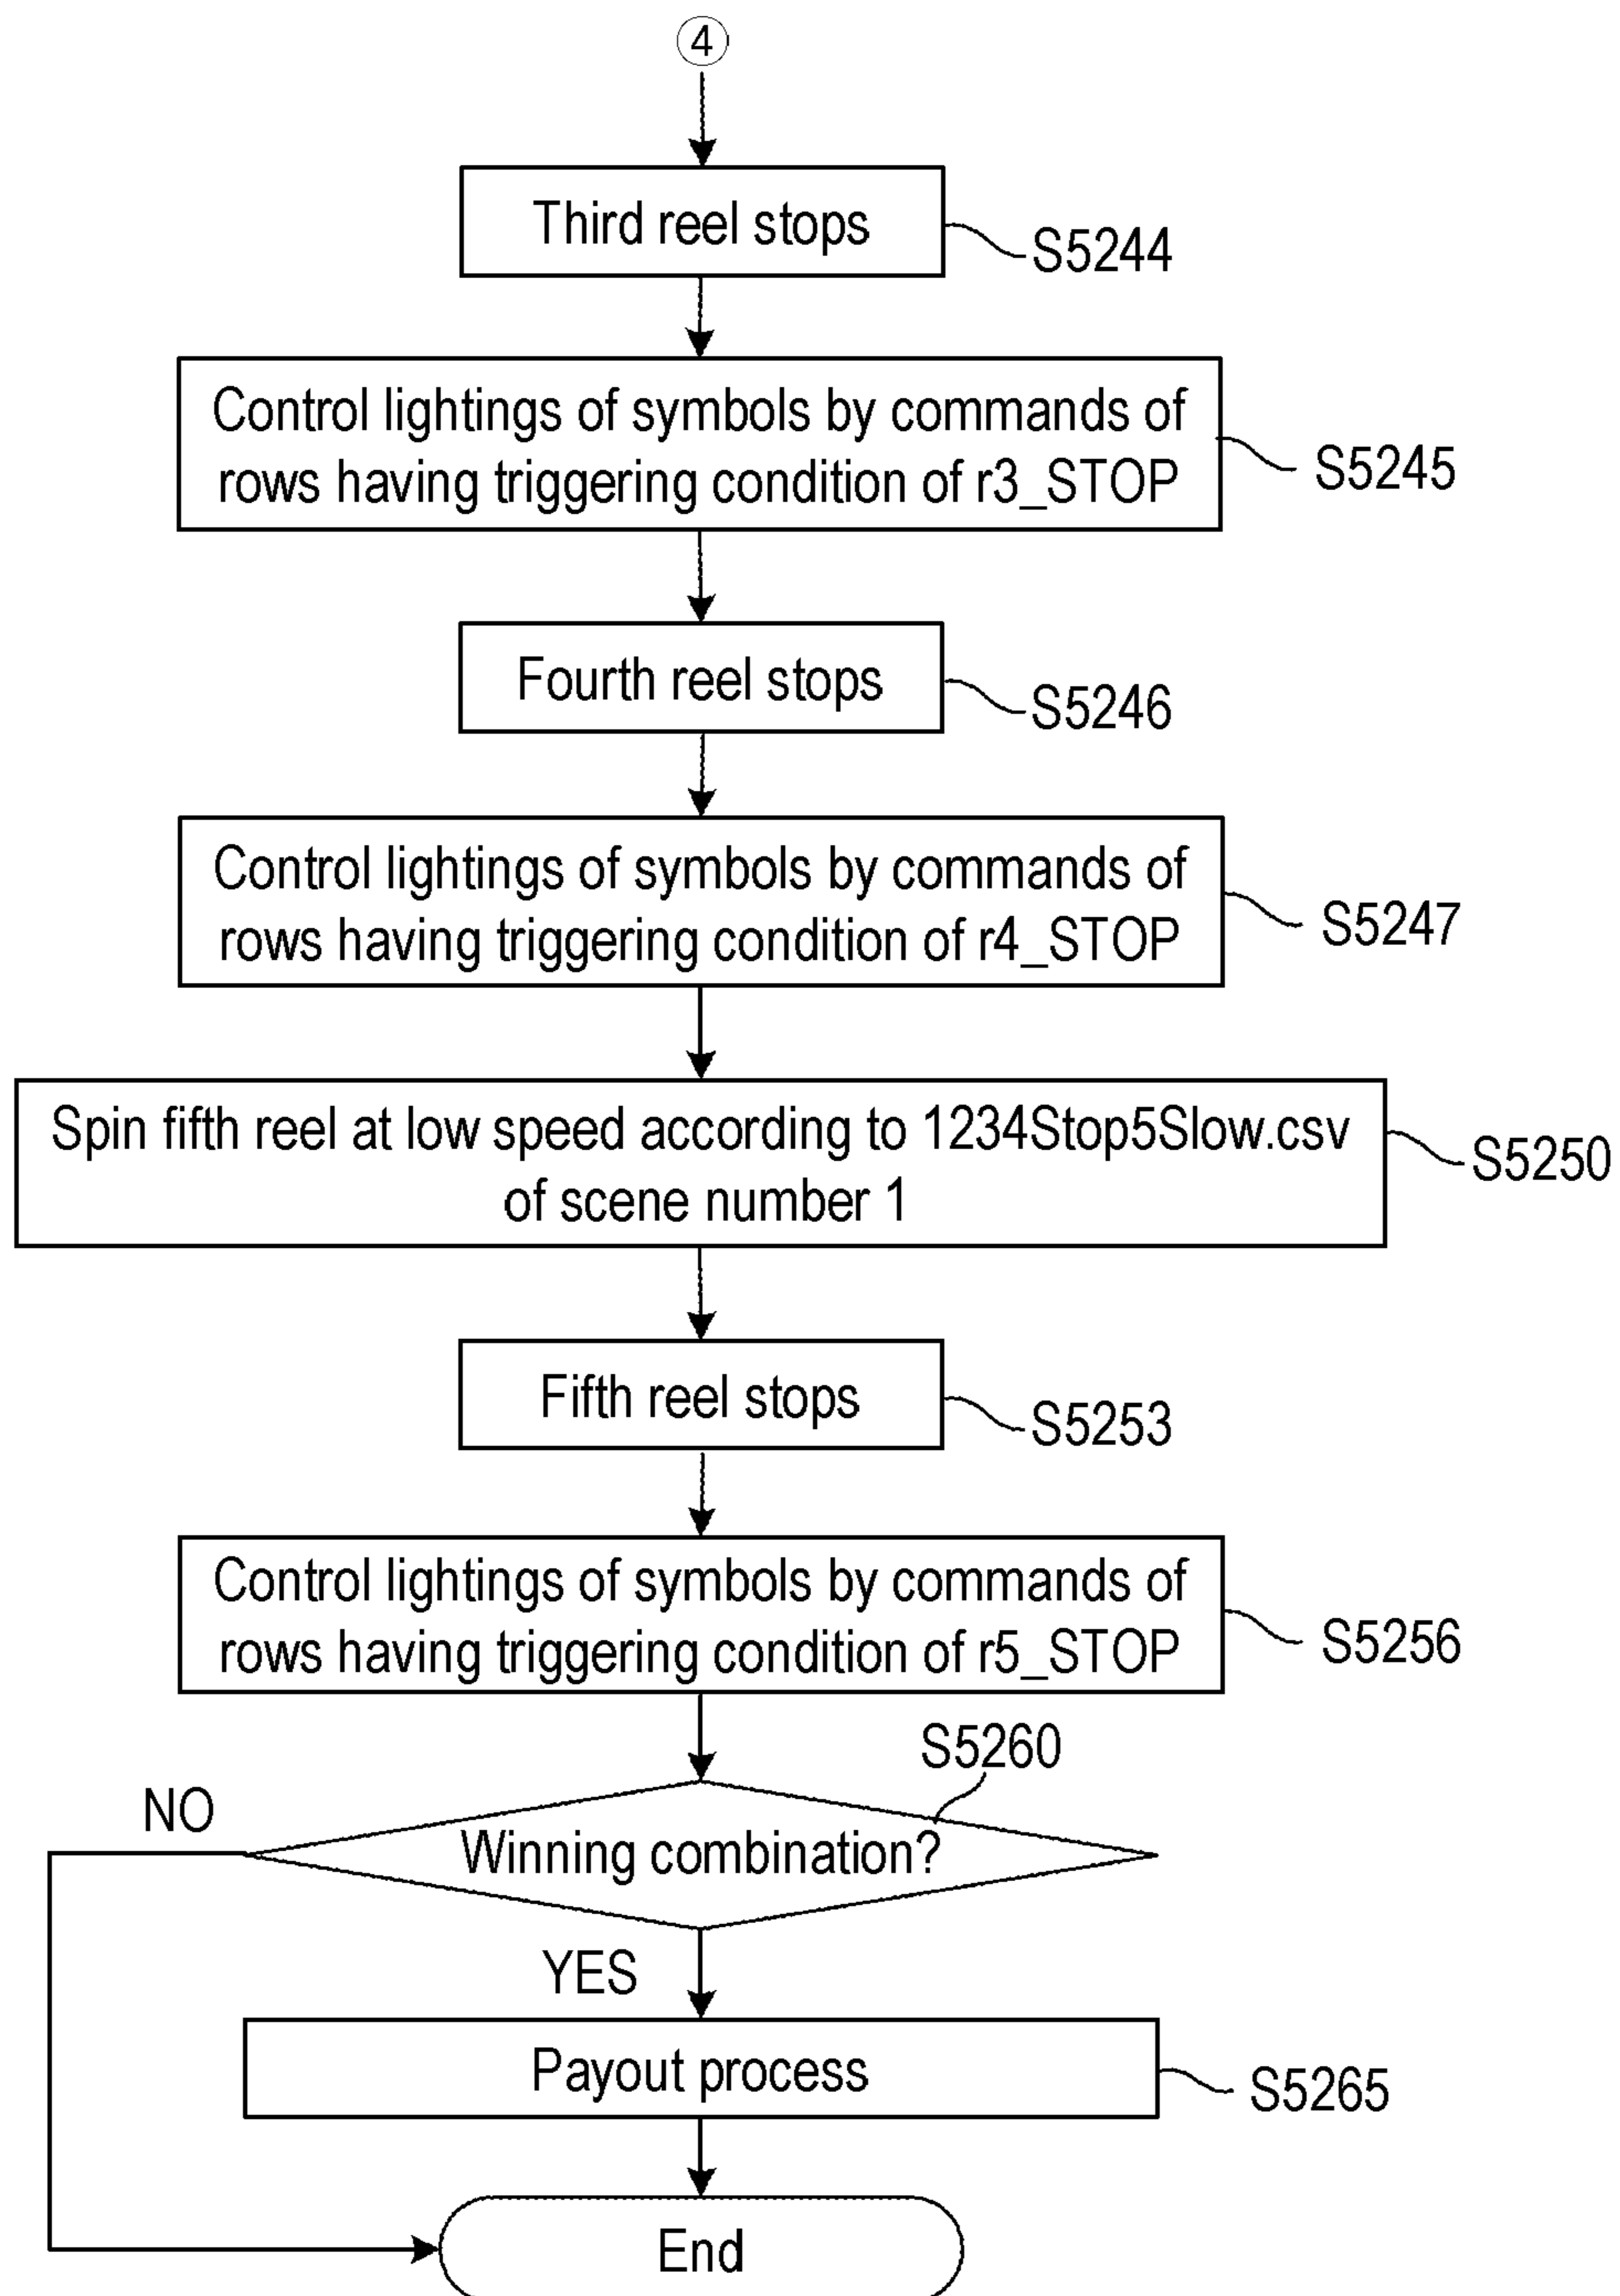 4
Third reel stops
S5244
Control lightings of symbols by commands of
rows having triggering condition of r3_STOP
S5245
Fourth reel stops
S5246
Control lightings of symbols by commands of
rows having triggering condition of r4_STOP
S5247
Spin fifth reel at low speed according to 1234Stop5Slow.csv
of scene number 1
S5250
Fifth reel stops
S5253
Control lightings of symbols by commands of
rows having triggering condition of r5_STOP
S5256
S5260
NO
Winning combination?
YES
Payout process
S5265
End